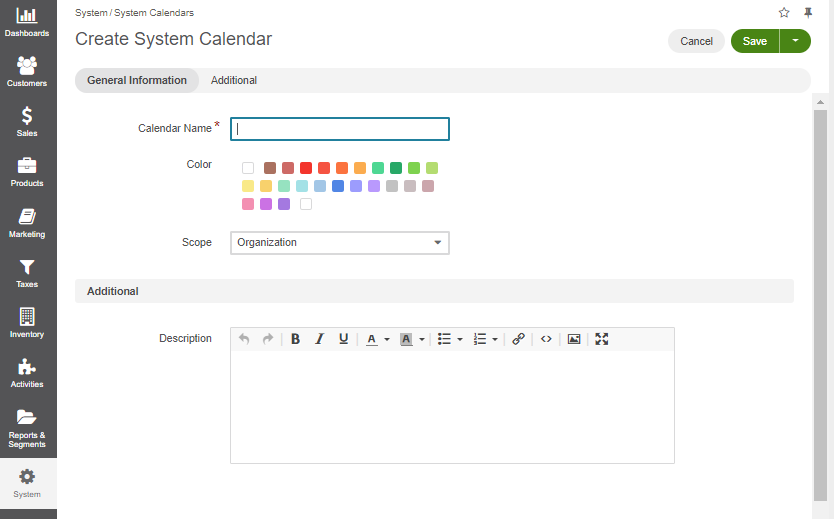 Dashboards
Customers
Sales
Products
Marketing
Taxes
Inventory
Activities
Reports &
Segments
System
System / System Calendars
Create System Calendar
Cancel
Save
General Information
Additional
Calendar Name *
Color
Scope
Organization
Additional
Description
B I U A A